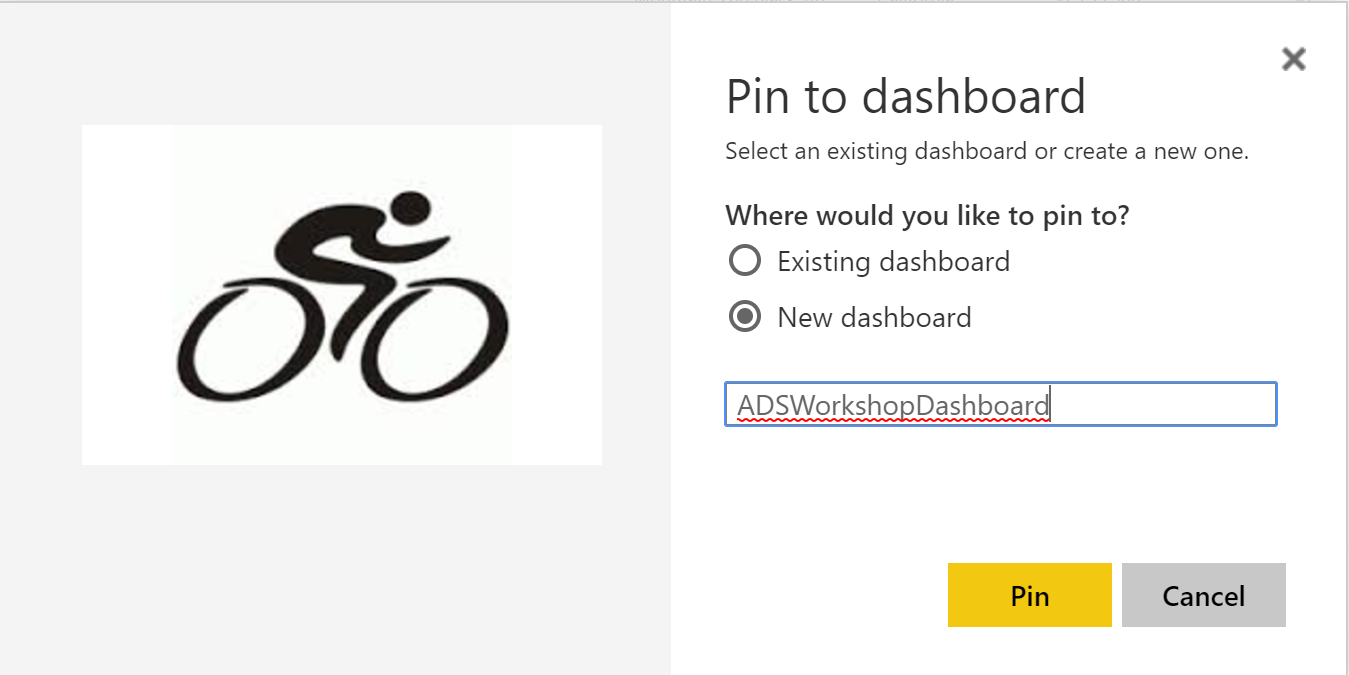 Pin to dashboard
Select an existing dashboard or create a new one.
Where would you like to pin to?
Existing dashboard
New dashboard
ADSWorkshopDashboard
Pin
Cancel